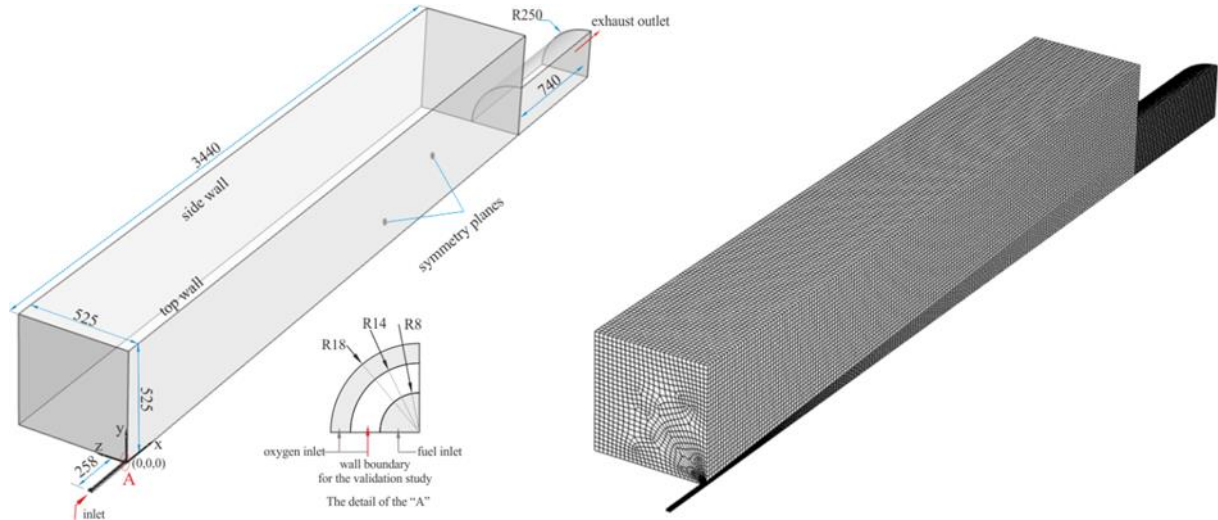 R250
exhaust outlet
740
3440
side wall
symmetry planes
top wall
525
525
R14
R8
R18
y
x
z
(0,0,0)
258
A
inlet
oxygen inlet
fuel inlet
wall boundary
for the validation study
The detail of the “A”